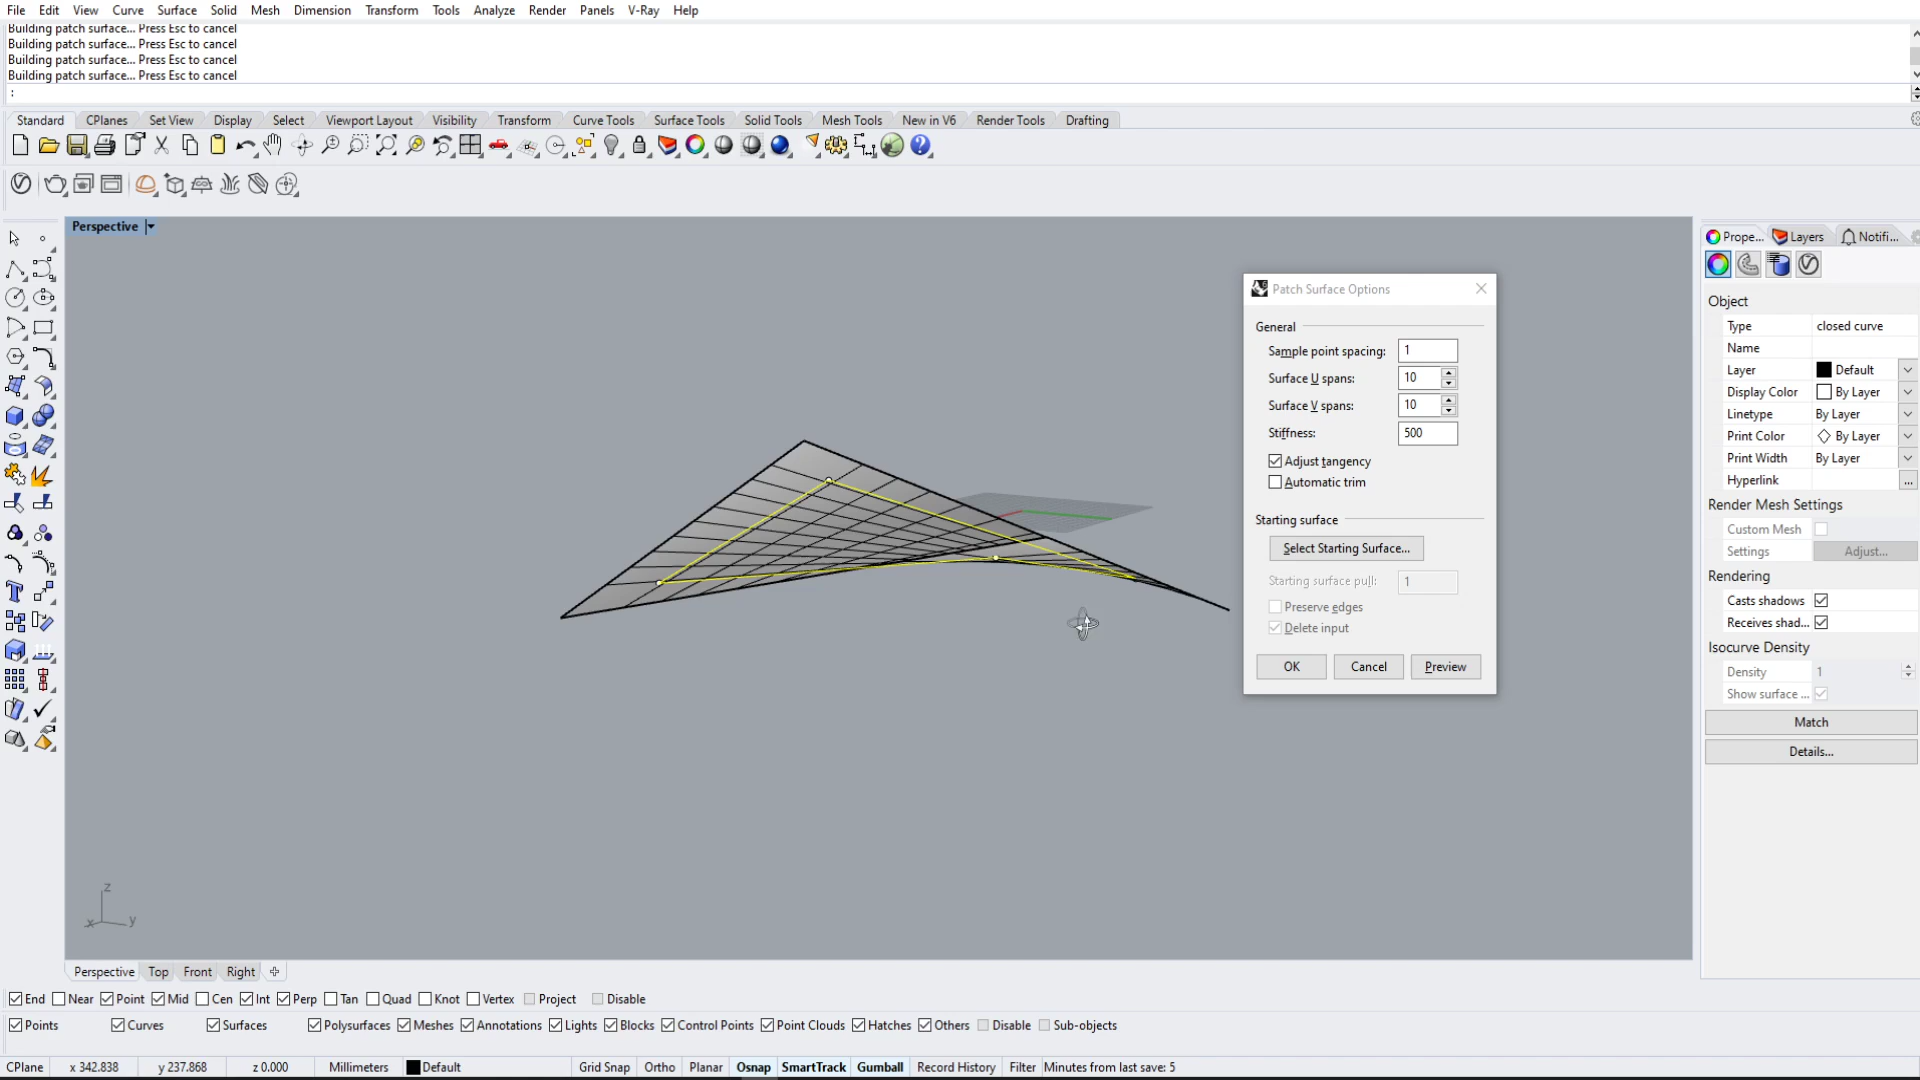 File Edit View Curve Surface Solid Mesh Dimension Transform Tools Analyze Render Panels V-Ray Help
Building patch surface... Press Esc to cancel
Building patch surface... Press Esc to cancel
Building patch surface... Press Esc to cancel
Building patch surface... Press Esc to cancel
:
Standard CPlanes Set View Display Select Viewport Layout Visibility Transform Curve Tools Surface Tools Solid Tools Mesh Tools New in V6 Render Tools Drafting
Perspective
Patch Surface Options
General
Sample point spacing: 1
Surface U spans: 10
Surface V spans: 10
Stiffness: 500
Adjust tangency
Automatic trim
Starting surface
Select Starting Surface...
Starting surface pull: 1
Preserve edges
Delete input
OK Cancel Preview
Prope... Layers Notifi...
Object
Type closed curve
Name
Layer Default
Display Color By Layer
Linetype By Layer
Print Color By Layer
Print Width By Layer
Hyperlink ...
Render Mesh Settings
Custom Mesh
Settings Adjust...
Rendering
Casts shadows
Receives shad...
Isocurve Density
Density 1
Show surface ...
Match
Details...
z
x y
Perspective Top Front Right
End Near Point Mid Cen Int Perp Tan Quad Knot Vertex Project Disable
Points Curves Surfaces Polysurfaces Meshes Annotations Lights Blocks Control Points Point Clouds Hatches Others Disable Sub-objects
CPlane x 342.838 y 237.868 z 0.000 Millimeters Default Grid Snap Ortho Planar Osnap SmartTrack Gumball Record History Filter Minutes from last save: 5